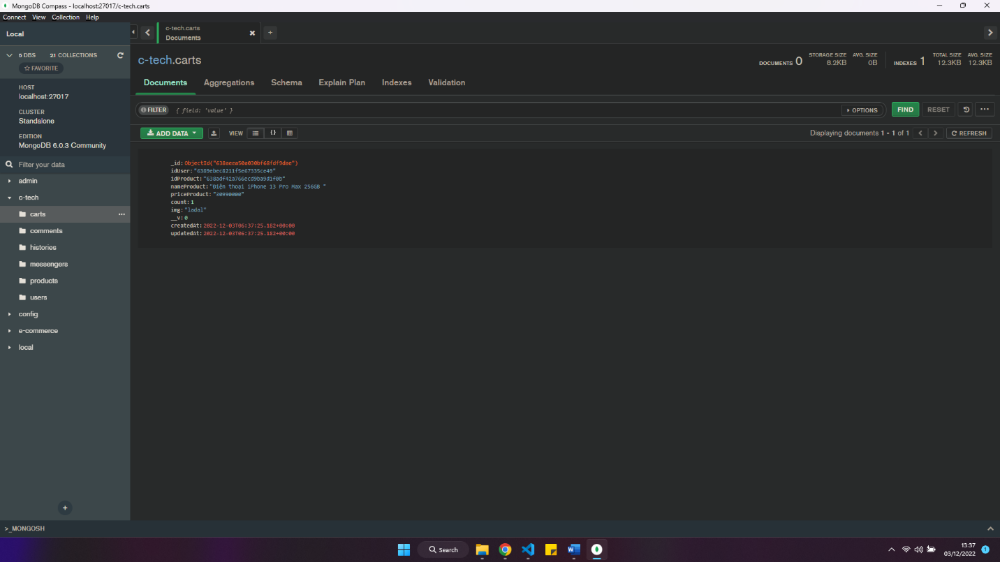 MongoDB Compass - localhost:27017/c-tech.carts
Connect View Collection Help
Local
c-tech.carts
Documents
5 DBS 21 COLLECTIONS
FAVORITE
HOST
localhost:27017
CLUSTER
Standalone
EDITION
MongoDB 6.0.3 Community
Filter your data
admin
c-tech
carts
comments
histories
messengers
products
users
config
e-commerce
local
c-tech.carts
DOCUMENTS 0
STORAGE SIZE
8.2KB
AVG. SIZE
0B
INDEXES 1
TOTAL SIZE
12.3KB
AVG. SIZE
12.3KB
Documents Aggregations Schema Explain Plan Indexes Validation
FILTER { field: 'value' } OPTIONS FIND RESET
ADD DATA VIEW Displaying documents 1 - 1 of 1 REFRESH
_id: ObjectId("638aeea50a030bf68fdf9dae")
idUser: "6389ebec8211f5e67335ce49"
idProduct: "638adf42a766ecd9ba9d1f0b"
nameProduct: "Điện thoại iPhone 13 Pro Max 256GB "
priceProduct: "30990000"
count: 1
img: "ladal"
__v: 0
createdAt: 2022-12-03T06:37:25.182+00:00
updatedAt: 2022-12-03T06:37:25.182+00:00
>_MONGOSH
Search
13:37
03/12/2022
1